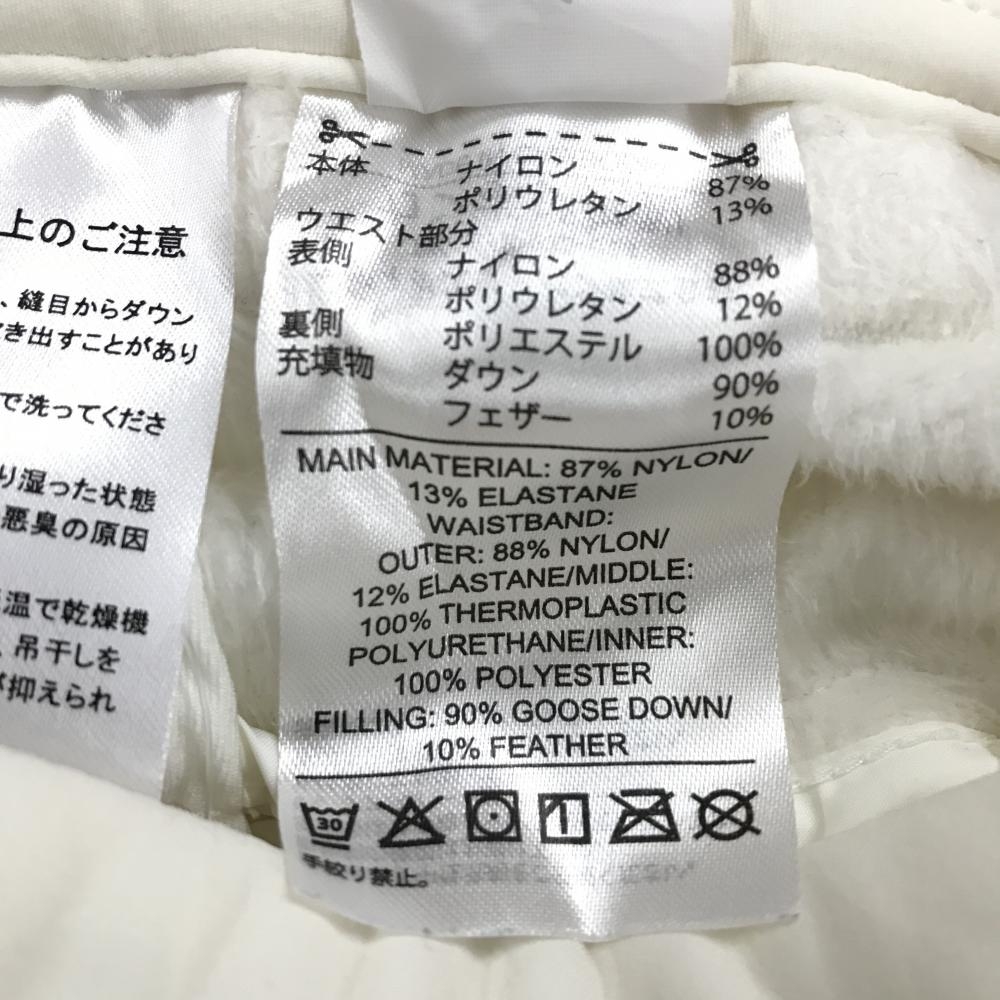 上のご注意
、縫目からダウン
き出すことがあり
で洗ってくださ
り湿った状態
悪臭の原因
温で乾燥機
、吊干しを
が抑えられ
本体 ナイロン 87%
ポリウレタン 13%
ウエスト部分
表側 ナイロン 88%
ポリウレタン 12%
裏側 ポリエステル 100%
充填物 ダウン 90%
フェザー 10%
MAIN MATERIAL: 87% NYLON/
13% ELASTANE
WAISTBAND:
OUTER: 88% NYLON/
12% ELASTANE/MIDDLE:
100% THERMOPLASTIC
POLYURETHANE/INNER:
100% POLYESTER
FILLING: 90% GOOSE DOWN/
10% FEATHER
30
手絞り禁止。